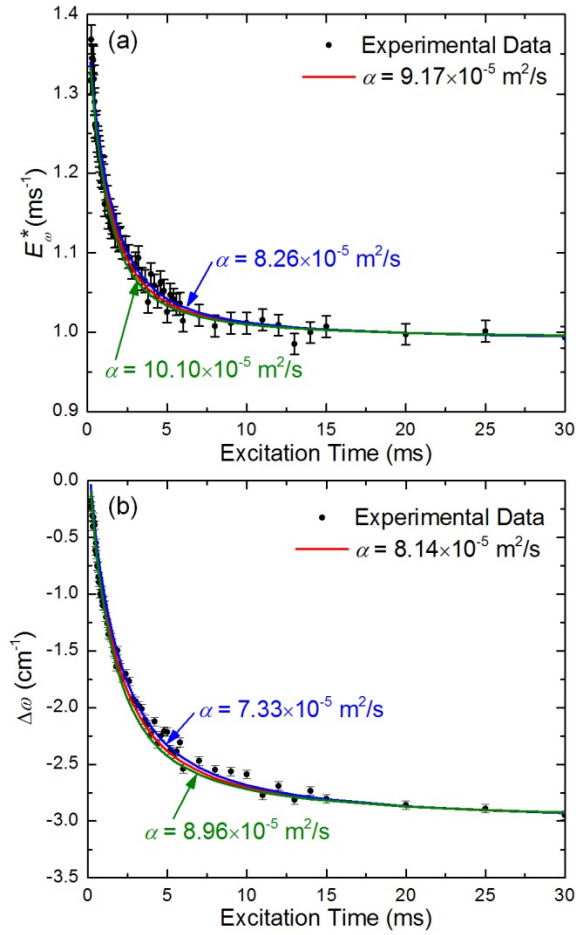 (a)
Experimental Data
α = 9.17×10⁻⁵ m²/s
1.4
1.3
1.2
1.1
1.0
0.9
E*ω (ms⁻¹)
α = 8.26×10⁻⁵ m²/s
α = 10.10×10⁻⁵ m²/s
0 5 10 15 20 25 30
Excitation Time (ms)
(b)
Experimental Data
α = 8.14×10⁻⁵ m²/s
0.0
-0.5
-1.0
-1.5
-2.0
-2.5
-3.0
-3.5
Δω (cm⁻¹)
α = 7.33×10⁻⁵ m²/s
α = 8.96×10⁻⁵ m²/s
0 5 10 15 20 25 30
Excitation Time (ms)